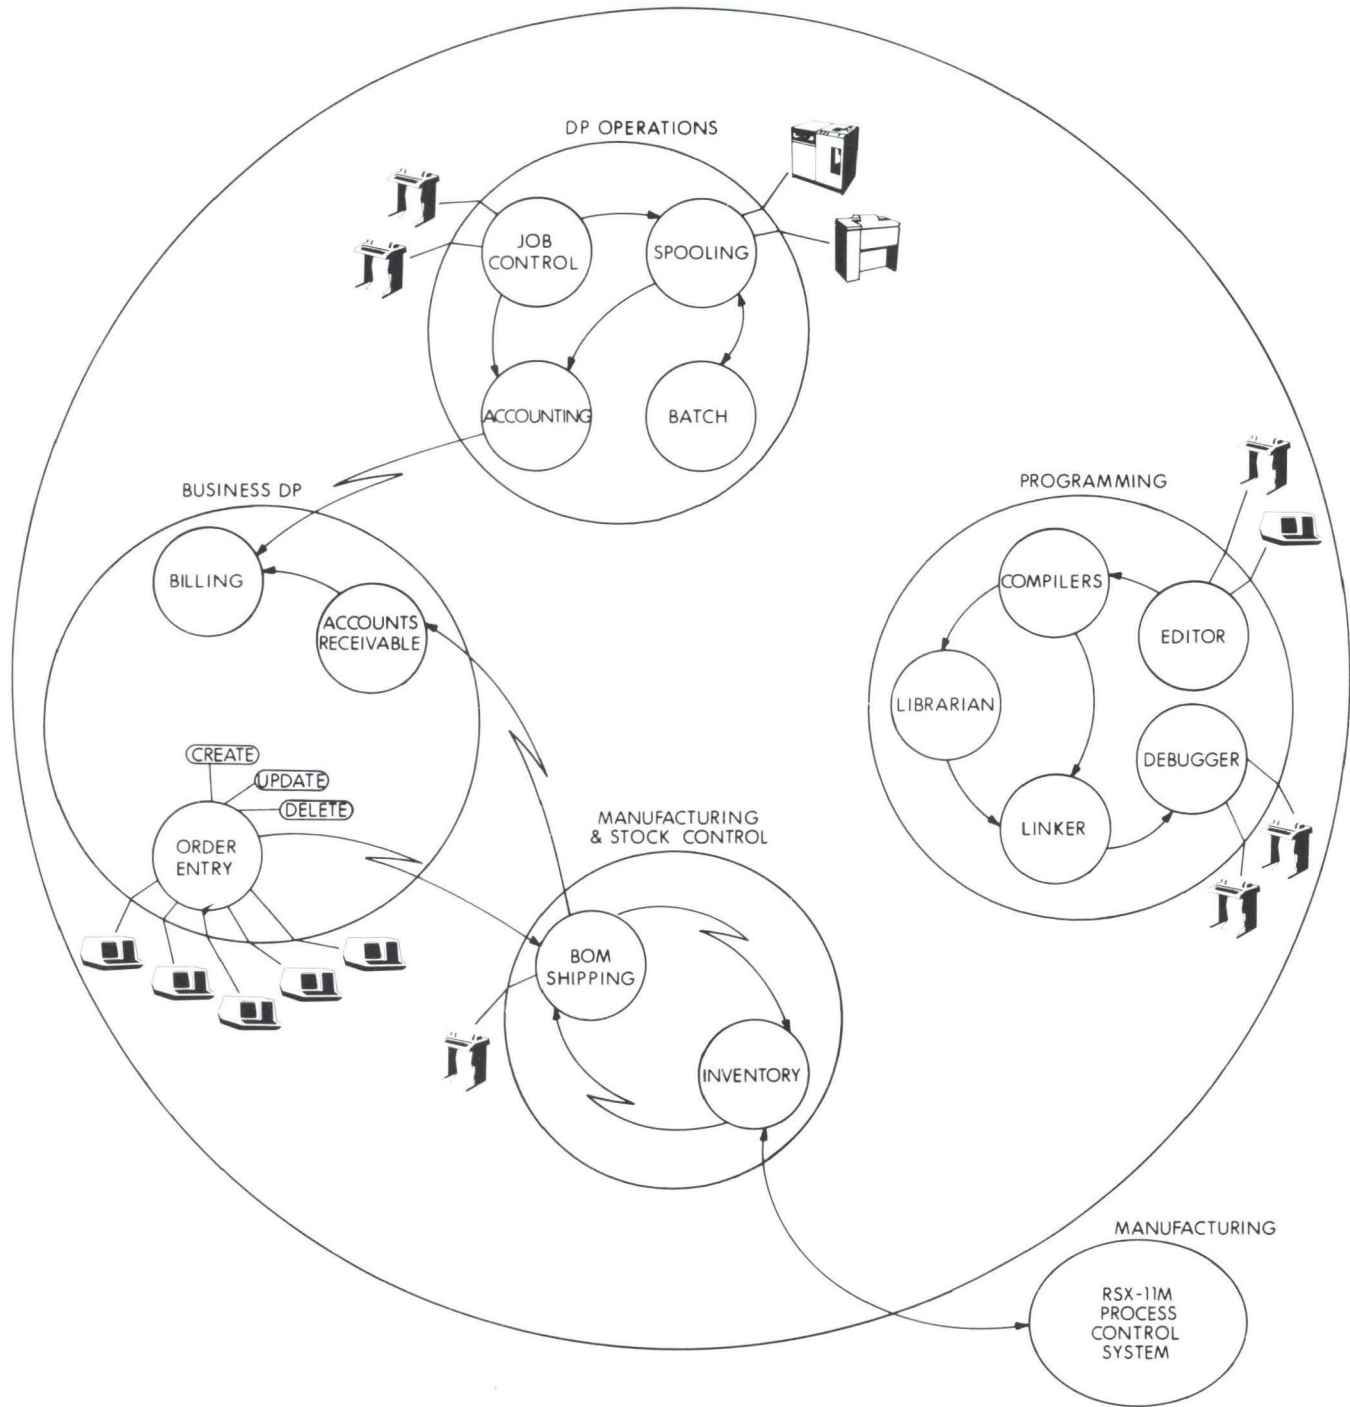 DP OPERATIONS
JOB
CONTROL
SPOOLING
ACCOUNTING
BATCH
BUSINESS DP
BILLING
ACCOUNTS
RECEIVABLE
CREATE
UPDATE
DELETE
ORDER
ENTRY
PROGRAMMING
COMPILERS
EDITOR
LIBRARIAN
DEBUGGER
LINKER
MANUFACTURING
& STOCK CONTROL
BOM
SHIPPING
INVENTORY
MANUFACTURING
RSX-11M
PROCESS
CONTROL
SYSTEM